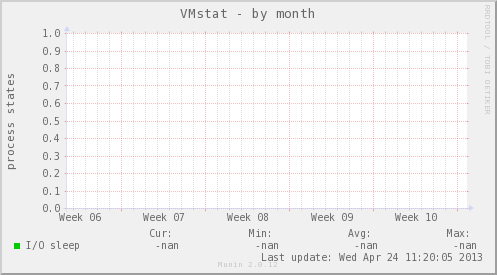 VMstat - by month
RRDTOOL / TOBI OETIKER
process states
1.0
0.9
0.8
0.7
0.6
0.5
0.4
0.3
0.2
0.1
0.0
Week 06 Week 07 Week 08 Week 09 Week 10
Cur: Min: Avg: Max:
I/O sleep -nan -nan -nan -nan
Last update: Wed Apr 24 11:20:05 2013
Munin 2.0.12